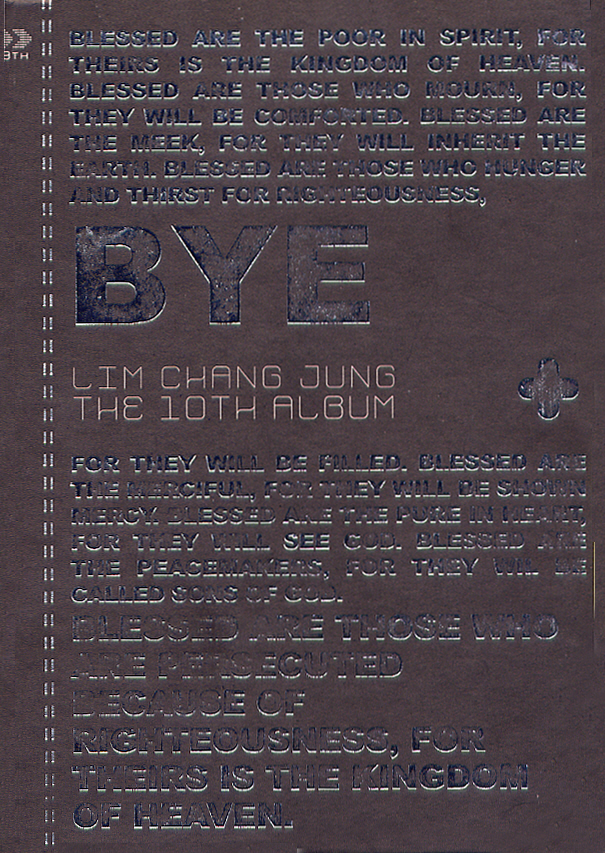 3TH
BLESSED ARE THE POOR IN SPIRIT, FOR
THEIRS IS THE KINGDOM OF HEAVEN.
BLESSED ARE THOSE WHO MOURN, FOR
THEY WILL BE COMFORTED. BLESSED ARE
THE MEEK, FOR THEY WILL INHERIT THE
EARTH. BLESSED ARE THOSE WHO HUNGER
AND THIRST FOR RIGHTEOUSNESS,
BYE
LIM CHANG JUNG
THE 10TH ALBUM
FOR THEY WILL BE FILLED. BLESSED ARE
THE MERCIFUL, FOR THEY WILL BE SHOWN
MERCY. BLESSED ARE THE PURE IN HEART,
FOR THEY WILL SEE GOD. BLESSED ARE
THE PEACEMAKERS, FOR THEY WIL BE
CALLED SONS OF GOD.
BLESSED ARE THOSE WHO
ARE PERSECUTED
BECAUSE OF
RIGHTEOUSNESS, FOR
THEIRS IS THE KINGDOM
OF HEAVEN.